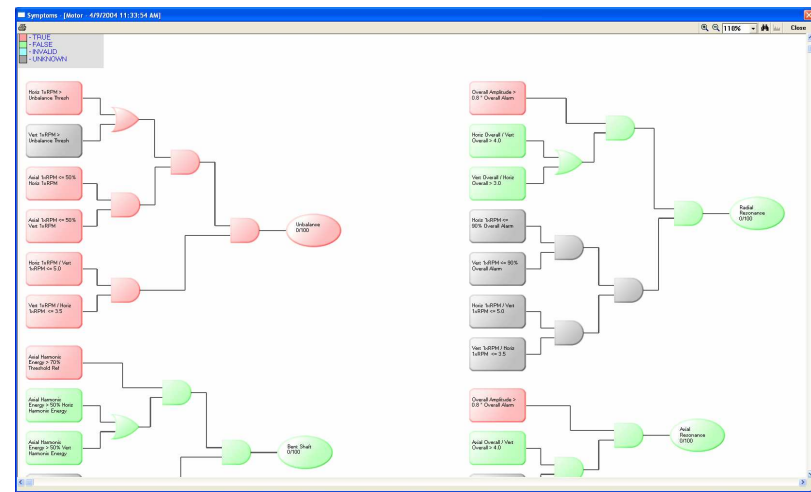 Symptoms - [Motor - 4/9/2004 11:33:54 AM]
116%
Close
- TRUE
- FALSE
- INVALID
- UNKNOWN
Horiz 1xRPM >
Unbalance Thresh
Vert 1xRPM >
Unbalance Thresh
Axial 1xRPM <= 50%
Horiz 1xRPM
Axial 1xRPM <= 50%
Vert 1xRPM
Unbalance
0/100
Horiz 1xRPM / Vert
1xRPM <= 5.0
Vert 1xRPM / Horiz
1xRPM <= 3.5
Axial Harmonic
Energy > 70%
Threshold Ref
Axial Harmonic
Energy > 50% Horiz
Harmonic Energy
Axial Harmonic
Energy > 50% Vert
Harmonic Energy
Bent Shaft
0/100
Overall Amplitude >
0.8 * Overall Alarm
Horiz Overall / Vert
Overall > 4.0
Vert Overall / Horiz
Overall > 3.0
Horiz 1xRPM <=
90% Overall Alarm
Vert 1xRPM <= 90%
Overall Alarm
Horiz 1xRPM / Vert
1xRPM <= 5.0
Vert 1xRPM / Horiz
1xRPM <= 3.5
Radial
Resonance
0/100
Overall Amplitude >
0.8 * Overall Alarm
Axial Overall / Vert
Overall > 4.0
Axial
Resonance
0/100